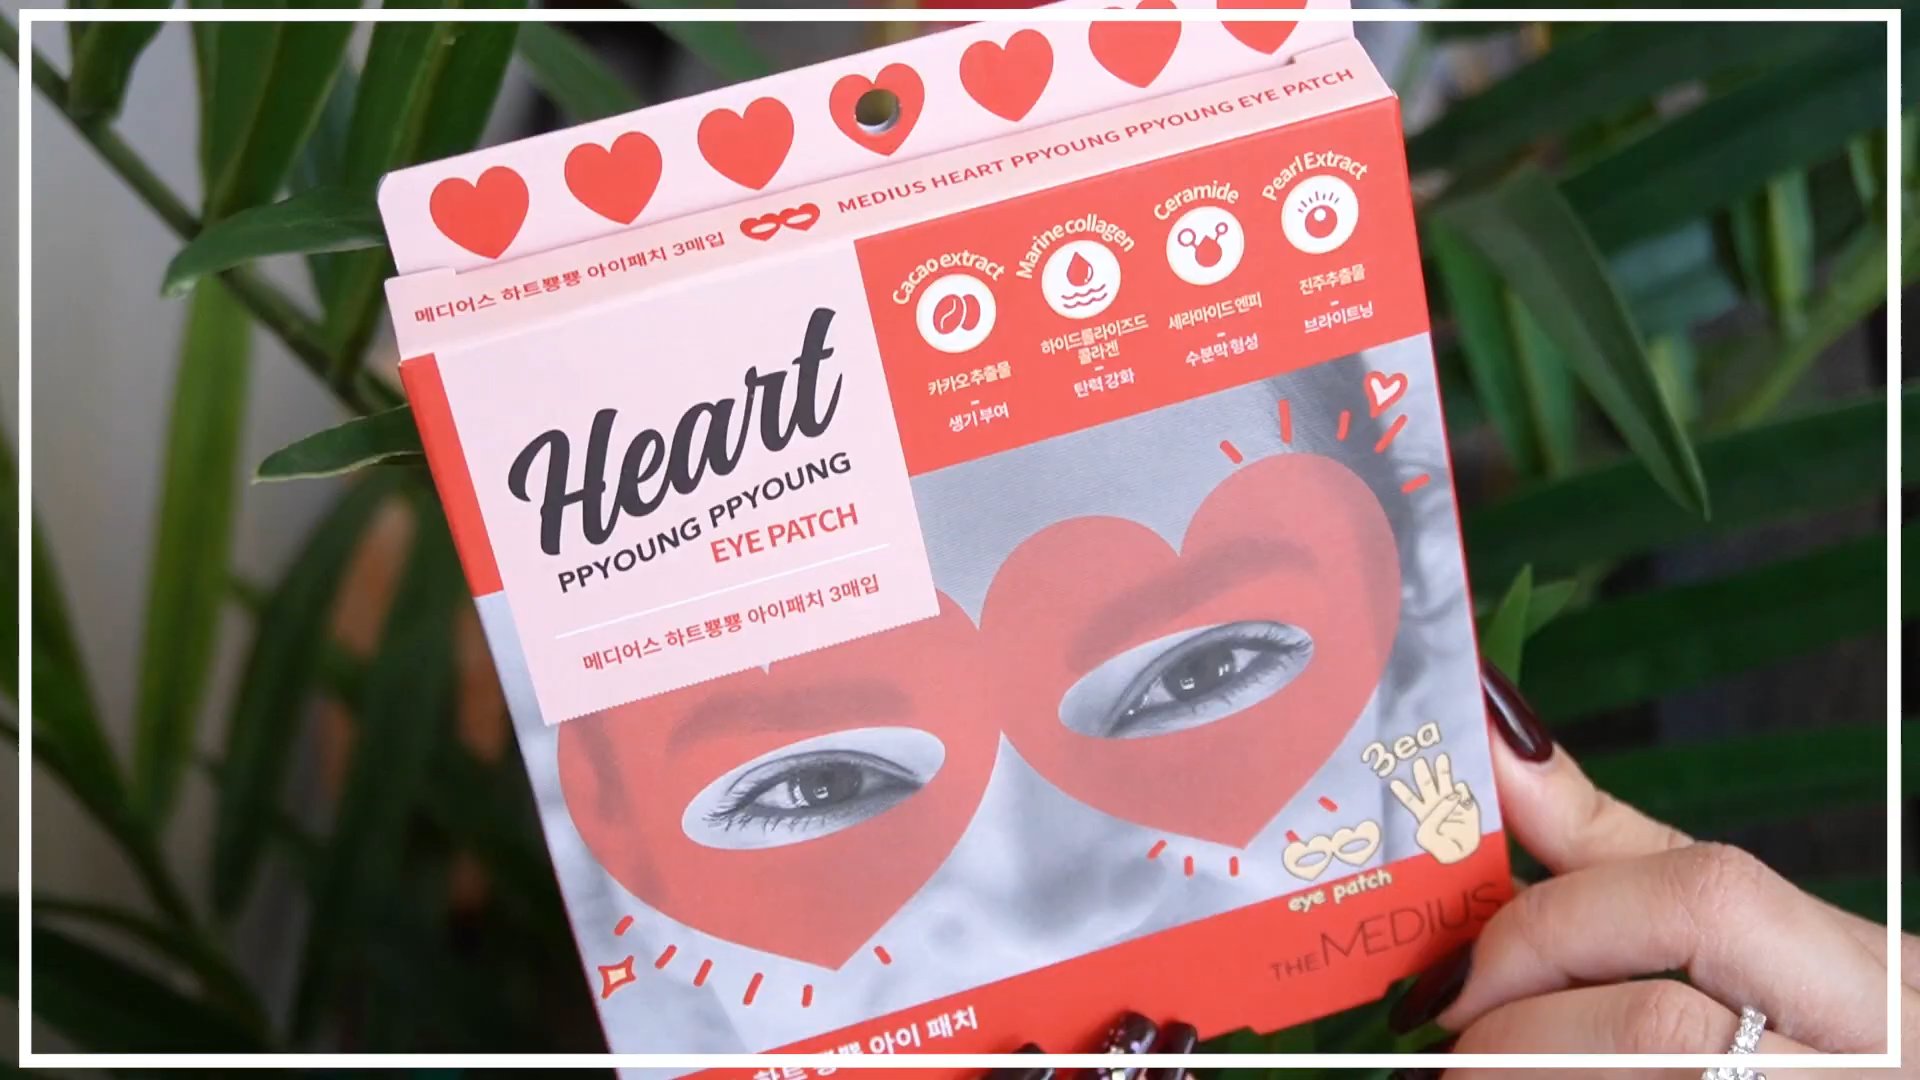 메디어스 하트뿅뿅 아이패치 3매입 MEDIUS HEART PPYOUNG PPYOUNG EYE PATCH
Heart
PPYOUNG PPYOUNG
EYE PATCH
메디어스 하트뿅뿅 아이패치 3매입
Cacao extract
카카오추출물
-
생기 부여
Marine collagen
하이드롤라이즈드
콜라겐
-
탄력 강화
Ceramide
세라마이드엔피
-
수분막 형성
Pearl Extract
진주추출물
-
브라이트닝
3ea
eye patch
THE MEDIUS
하트 뿅뿅 아이 패치